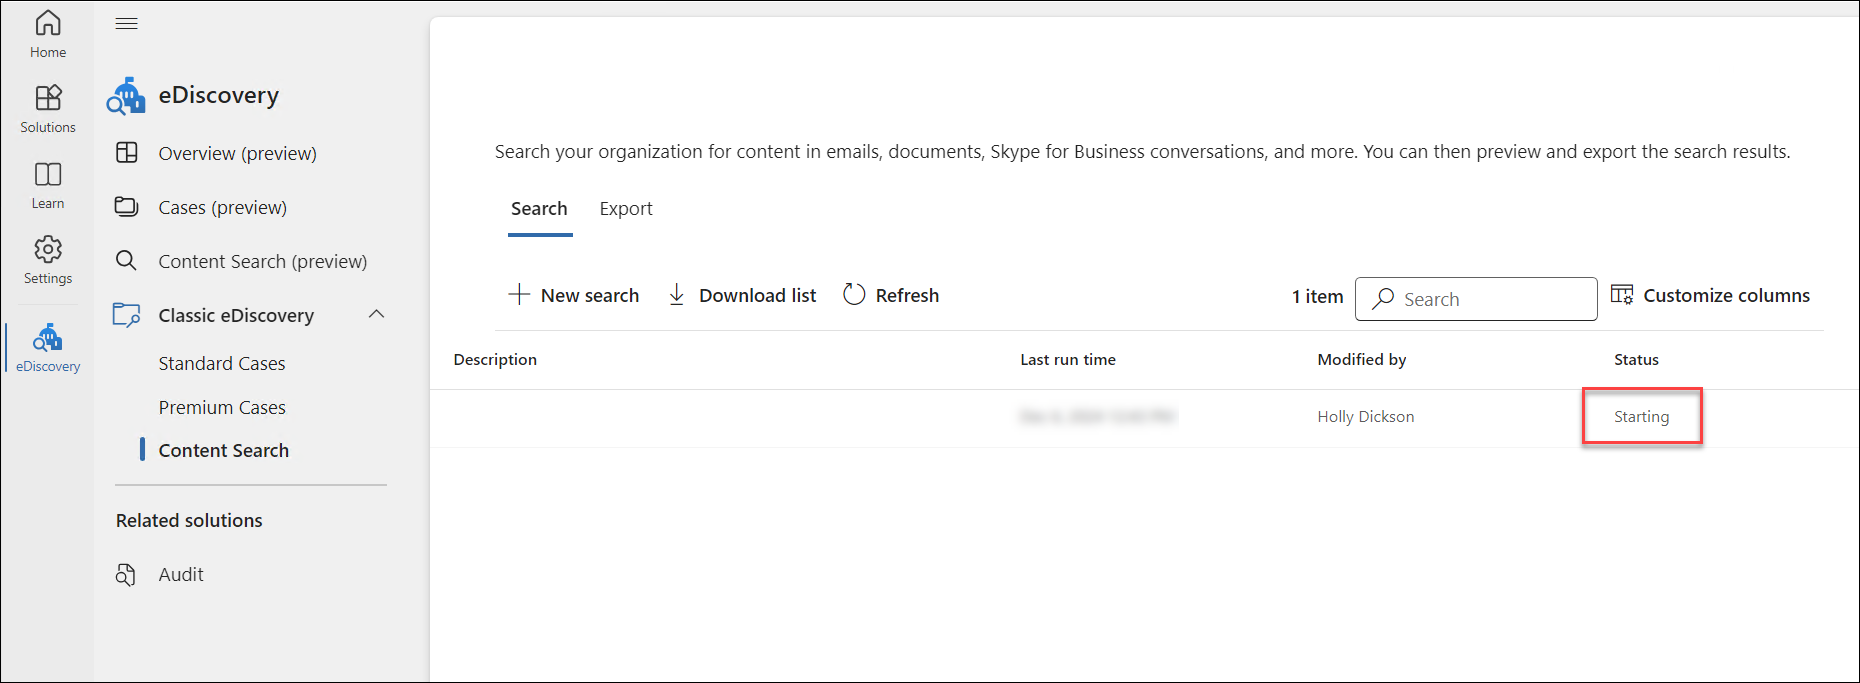 Home
Solutions
Learn
Settings
eDiscovery
eDiscovery
Overview (preview)
Cases (preview)
Content Search (preview)
Classic eDiscovery
Standard Cases
Premium Cases
Content Search
Related solutions
Audit
Search your organization for content in emails, documents, Skype for Business conversations, and more. You can then preview and export the search results.
Search Export
New search Download list Refresh 1 item Search Customize columns
Description Last run time Modified by Status
Holly Dickson Starting